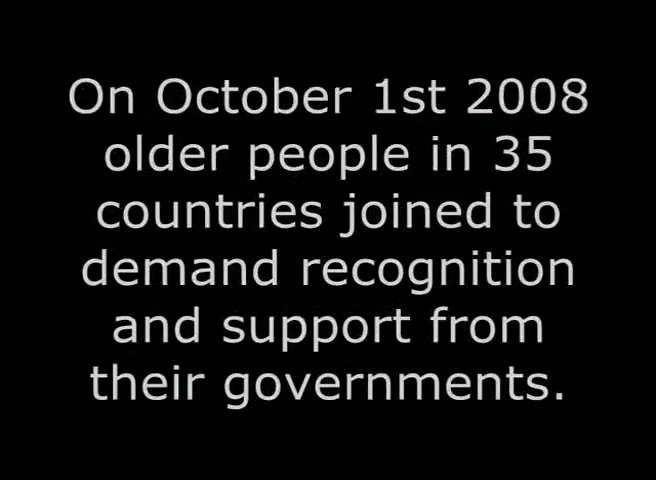 On October 1st 2008
older people in 35
countries joined to
demand recognition
and support from
their governments.